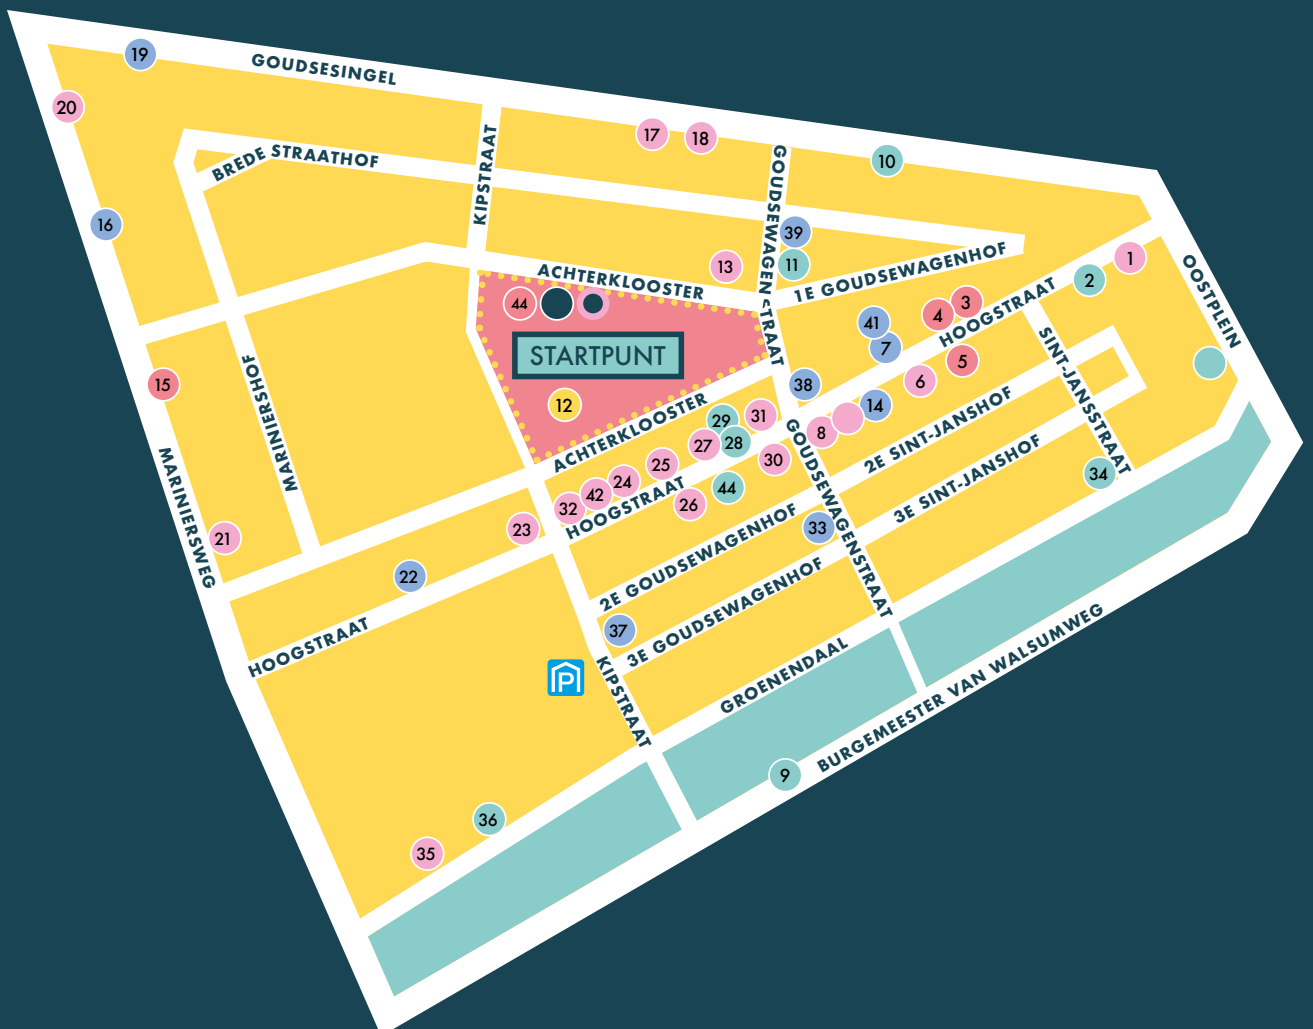 19
GOUDSESINGEL
20
17
18
10
BREDE STRAATHOF
KIPSTRAAT
GOUDSEWAGENSTRAAT
16
39
13
11
1E GOUDSEWAGENHOF
1
2
OOSTPLEIN
ACHTERKLOOSTER
44
3
4
HOOGSTRAAT
41
7
STARTPUNT
5
6
SINT-JANSSTRAAT
15
MARINIERSHOF
12
38
14
ACHTERKLOOSTER
29
31
8
2E SINT-JANSHOF
27
28
30
25
24
42
32
HOOGSTRAAT
26
44
GOUDSEWAGENSTRAAT
3E SINT-JANSHOF
34
MARINIERSWEG
21
23
22
2E GOUDSEWAGENHOF
33
3E GOUDSEWAGENHOF
37
HOOGSTRAAT
P
KIPSTRAAT
GROENENDAAL
BURGEMEESTER VAN WALSUMWEG
9
36
35